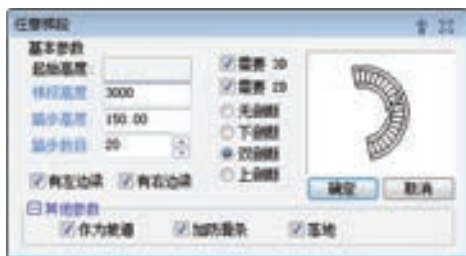 任意梯段
基本参数
起始高度:
梯段高度 3000
踏步高度 150.00
踏步数目 20
有左边梁 有右边梁
需要 3D
需要 2D
无剖断
下剖断
双剖断
上剖断
确定 取消
其他参数
作为坡道 加防滑条 落地